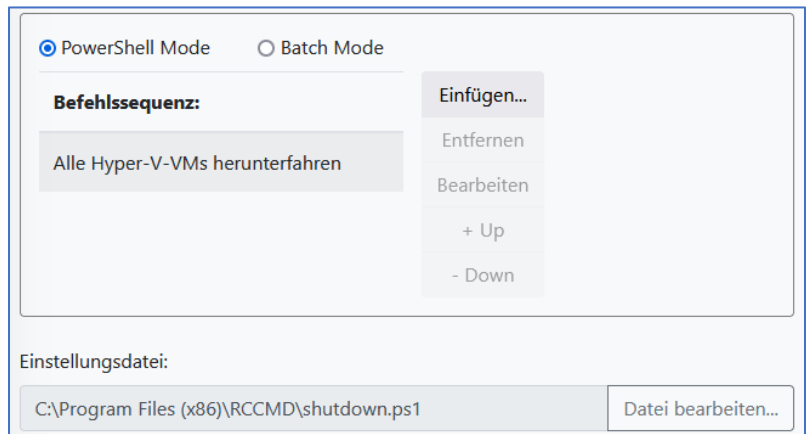 PowerShell Mode Batch Mode
Befehlssequenz:
Alle Hyper-V-VMs herunterfahren
Einfügen...
Entfernen
Bearbeiten
+ Up
- Down
Einstellungsdatei:
C:\Program Files (x86)\RCCMD\shutdown.ps1 Datei bearbeiten...